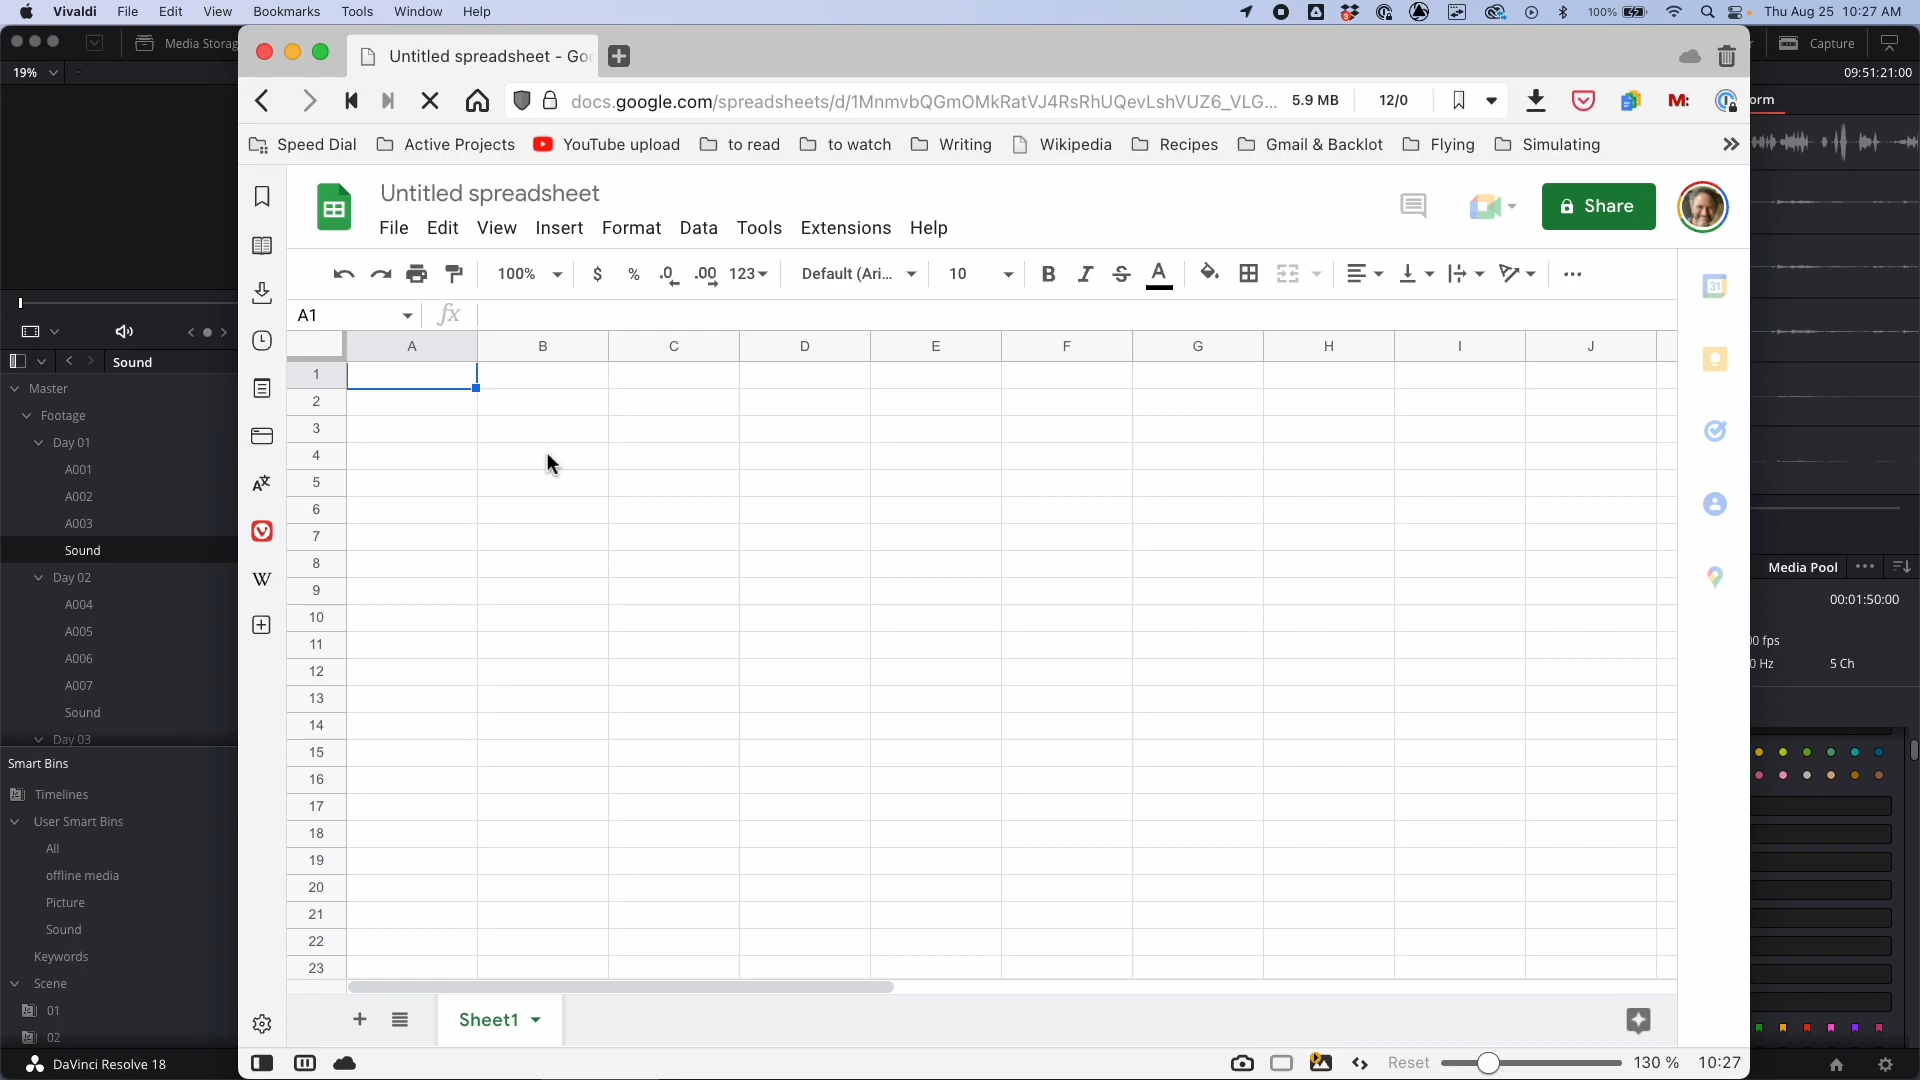 Vivaldi File Edit View Bookmarks Tools Window Help 100% Thu Aug 25 10:27 AM
Media Storag
Untitled spreadsheet - Goo
Capture
19%
09:51:21:00
docs.google.com/spreadsheets/d/1MnmvbQGmOMkRatVJ4RsRhUQevLshVUZ6_VLG... 5.9 MB 12/0 M:
orm
Speed Dial Active Projects YouTube upload to read to watch Writing Wikipedia Recipes Gmail & Backlot Flying Simulating
Untitled spreadsheet
File Edit View Insert Format Data Tools Extensions Help
Share
100% $ % .0 .00 123 Default (Ari... 10 B I S A
31
A1 fx
A B C D E F G H I J
1
2
3
4
5
6
7
8
9
10
11
12
13
14
15
16
17
18
19
20
21
22
23
Sound
Master
Footage
Day 01
A001
A002
A003
Sound
Day 02
A004
A005
A006
A007
Sound
Day 03
Smart Bins
Timelines
User Smart Bins
All
offline media
Picture
Sound
Keywords
Scene
01
02
DaVinci Resolve 18
W
Media Pool
00:01:50:00
00 fps
0 Hz 5 Ch
Sheet1
Reset 130 % 10:27